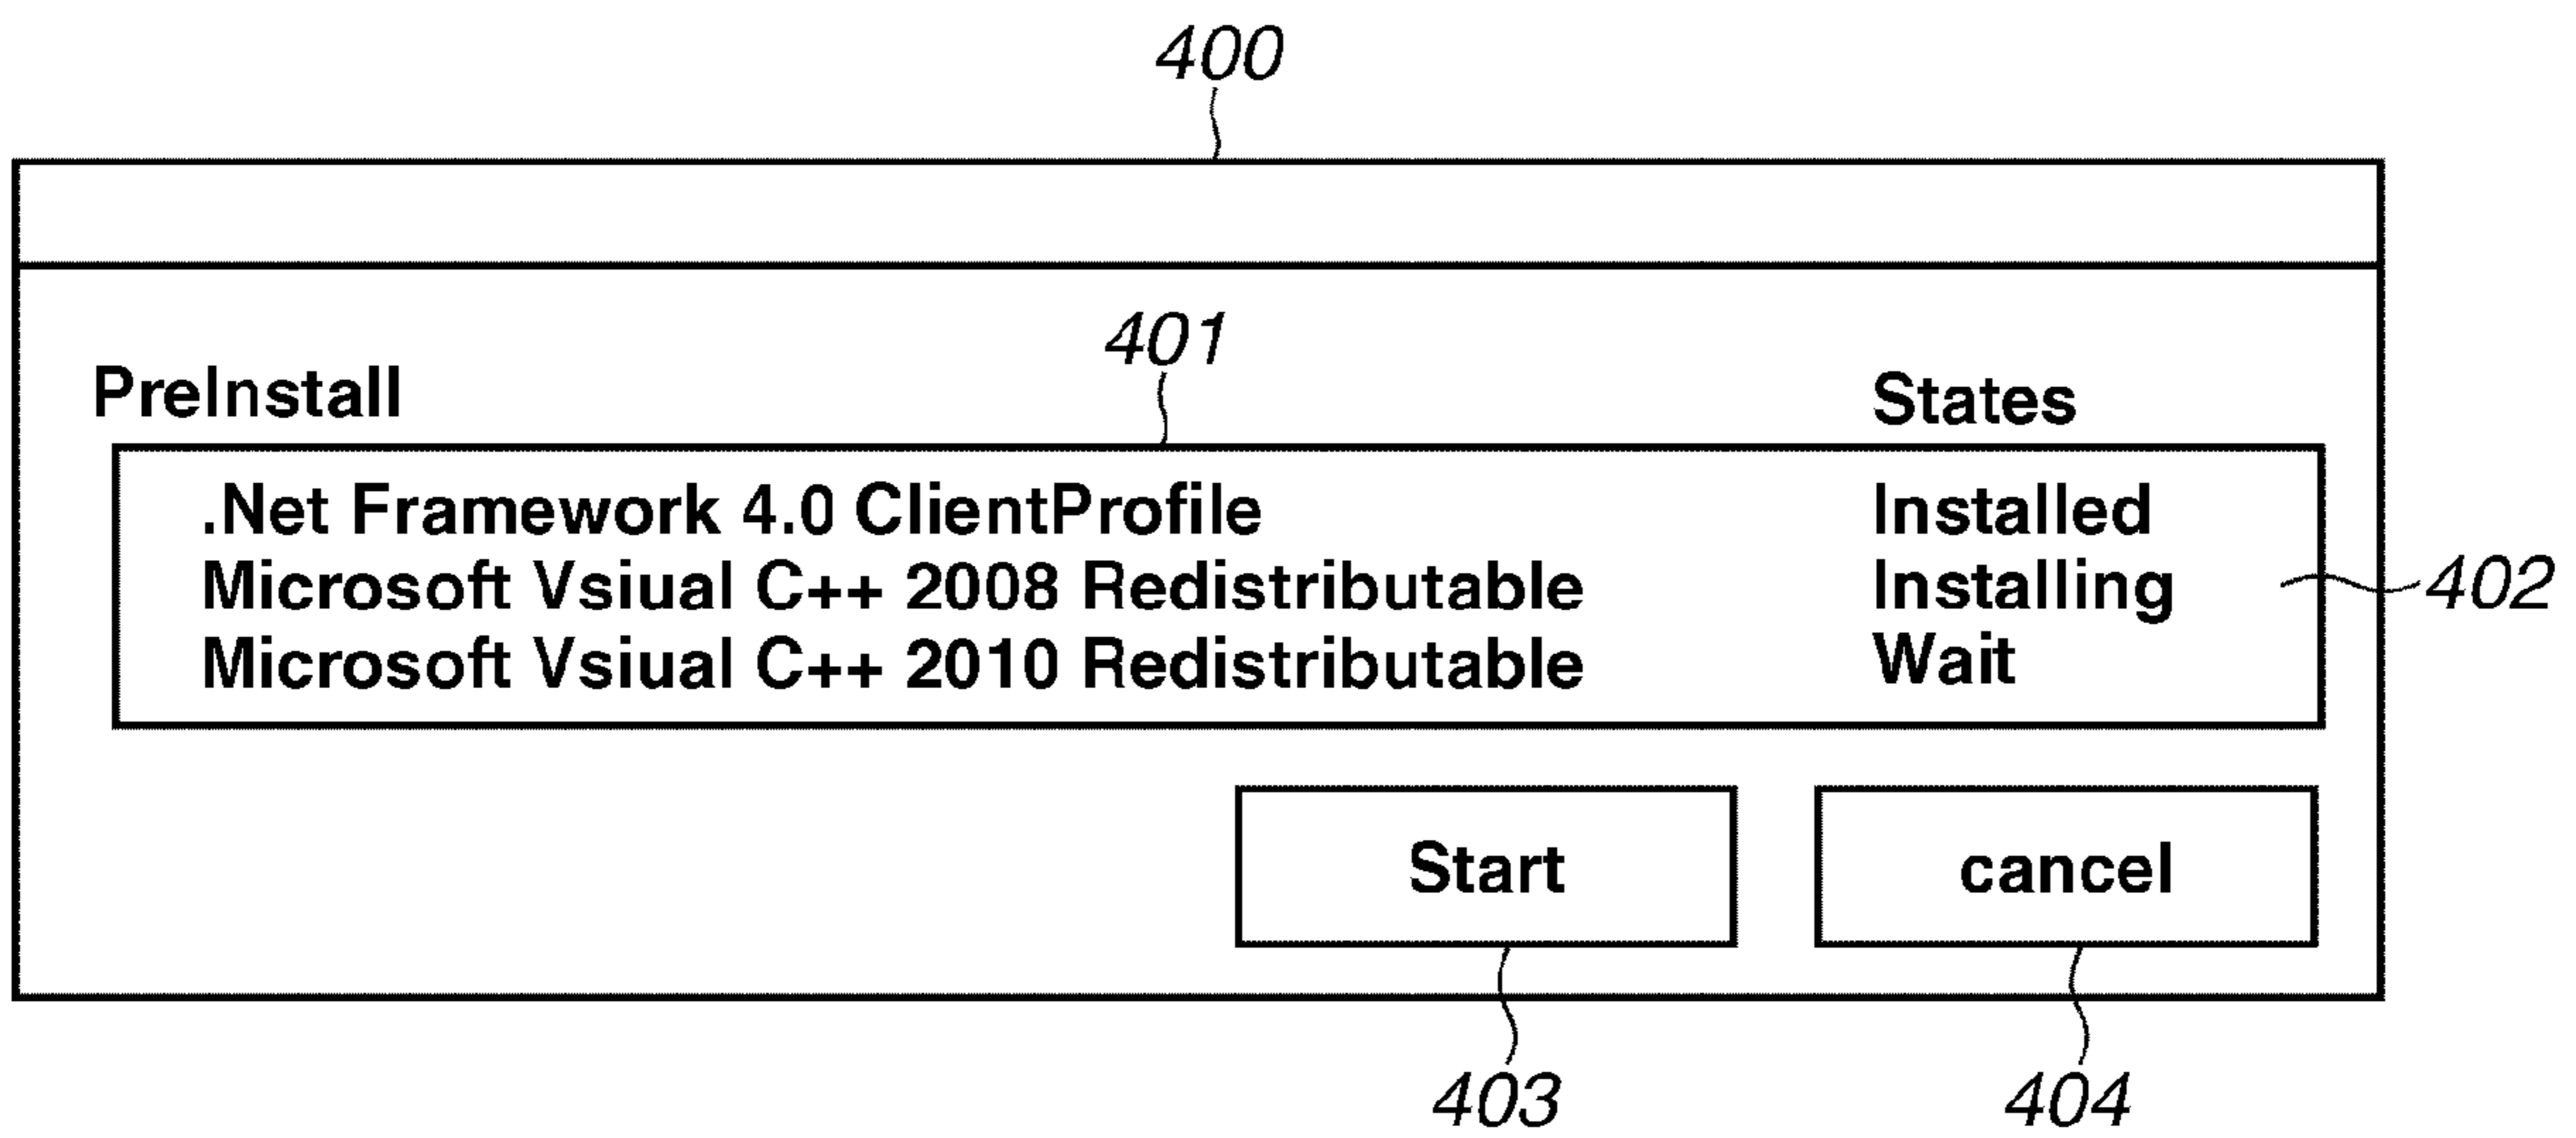 400
401
PreInstall States
.Net Framework 4.0 ClientProfile Installed
Microsoft Vsiual C++ 2008 Redistributable Installing 402
Microsoft Vsiual C++ 2010 Redistributable Wait
Start cancel
403 404